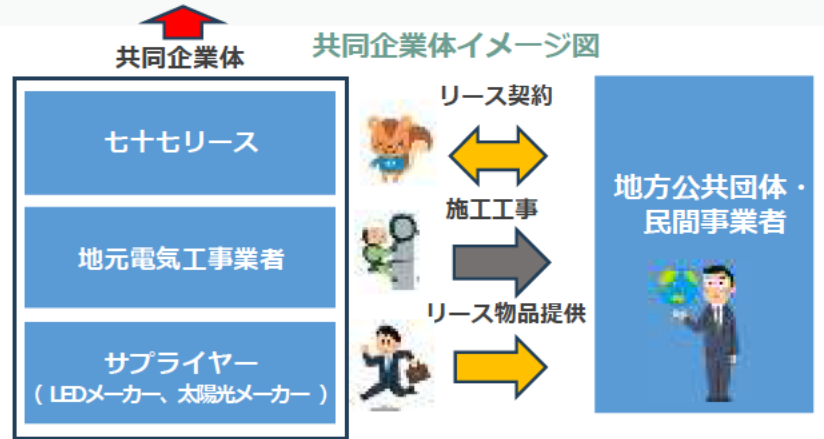 共同企業体イメージ図
共同企業体
七十七リース
地元電気工事業者
サプライヤー
( LEDメーカー、太陽光メーカー )
リース契約
施工工事
リース物品提供
地方公共団体・
民間事業者